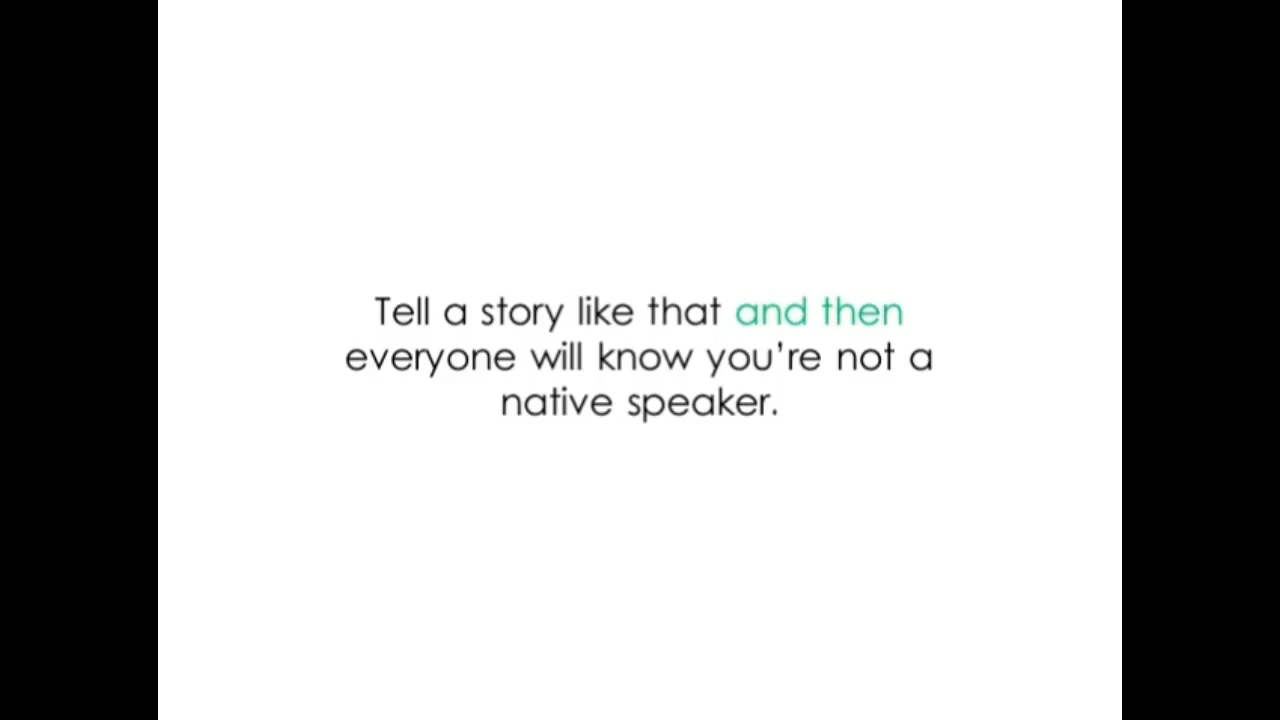 Tell a story like that and then
everyone will know you're not a
native speaker.